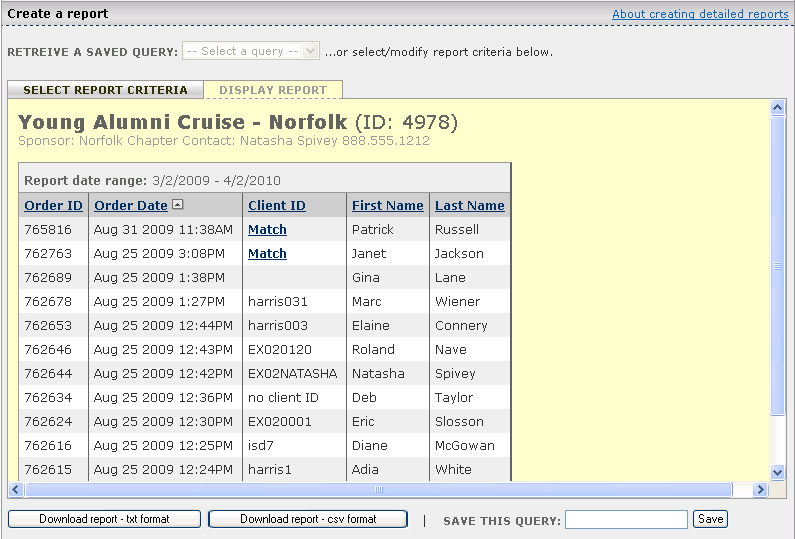 Create a report About creating detailed reports
RETREIVE A SAVED QUERY: -- Select a query -- ...or select/modify report criteria below.
SELECT REPORT CRITERIA DISPLAY REPORT
Young Alumni Cruise - Norfolk (ID: 4978)
Sponsor: Norfolk Chapter Contact: Natasha Spivey 888.555.1212
Report date range: 3/2/2009 - 4/2/2010
Order ID Order Date Client ID First Name Last Name
765816 Aug 31 2009 11:38AM Match Patrick Russell
762763 Aug 25 2009 3:08PM Match Janet Jackson
762689 Aug 25 2009 1:38PM Gina Lane
762678 Aug 25 2009 1:27PM harris031 Marc Wiener
762653 Aug 25 2009 12:44PM harris003 Elaine Connery
762646 Aug 25 2009 12:43PM EX020120 Roland Nave
762644 Aug 25 2009 12:42PM EX02NATASHA Natasha Spivey
762634 Aug 25 2009 12:36PM no client ID Deb Taylor
762624 Aug 25 2009 12:30PM EX020001 Eric Slosson
762616 Aug 25 2009 12:25PM isd7 Diane McGowan
762615 Aug 25 2009 12:24PM harris1 Adia White
Download report - txt format Download report - csv format | SAVE THIS QUERY: Save